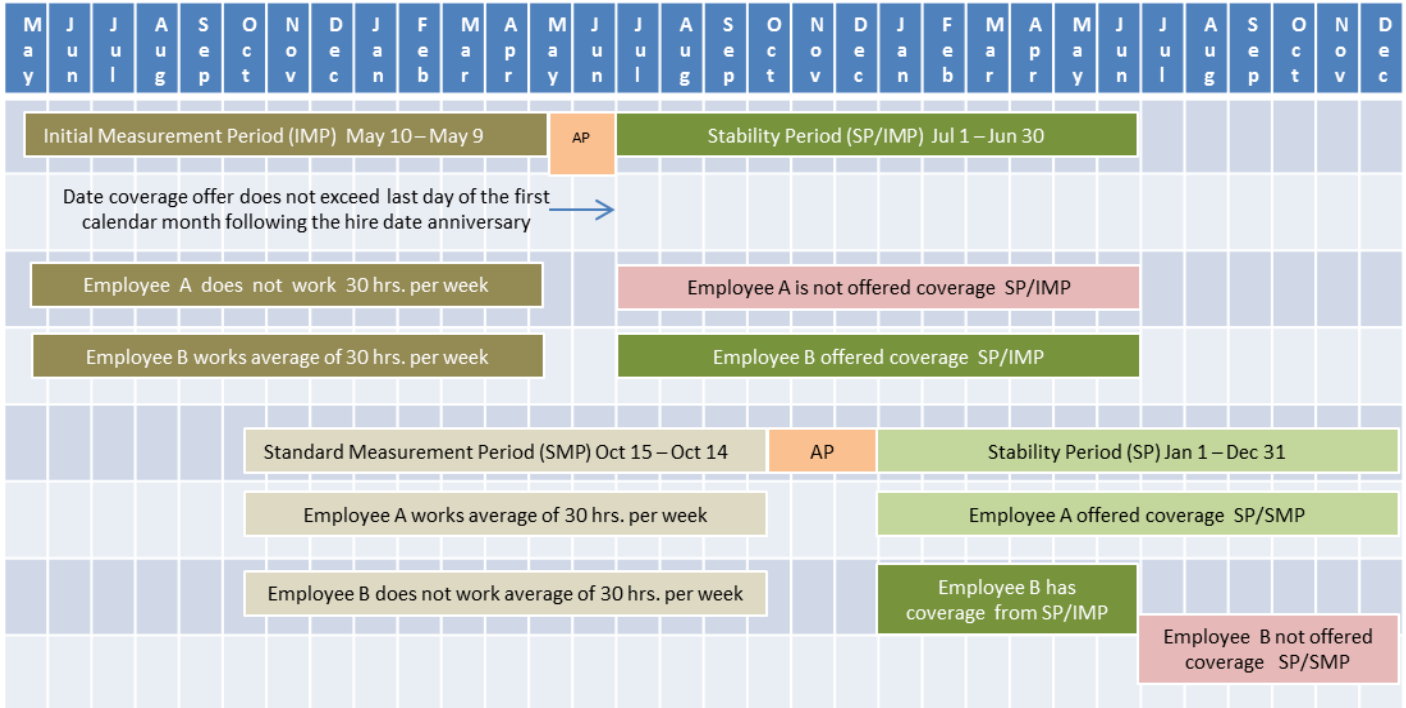 May Jun Jul Aug Sep Oct Nov Dec Jan Feb Mar Apr May Jun Jul Aug Sep Oct Nov Dec Jan Feb Mar Apr May Jun Jul Aug Sep Oct Nov Dec
Initial Measurement Period (IMP) May 10 – May 9
AP
Stability Period (SP/IMP) Jul 1 – Jun 30
Date coverage offer does not exceed last day of the first
calendar month following the hire date anniversary
Employee A does not work 30 hrs. per week
Employee A is not offered coverage SP/IMP
Employee B works average of 30 hrs. per week
Employee B offered coverage SP/IMP
Standard Measurement Period (SMP) Oct 15 – Oct 14
AP
Stability Period (SP) Jan 1 – Dec 31
Employee A works average of 30 hrs. per week
Employee A offered coverage SP/SMP
Employee B does not work average of 30 hrs. per week
Employee B has
coverage from SP/IMP
Employee B not offered
coverage SP/SMP